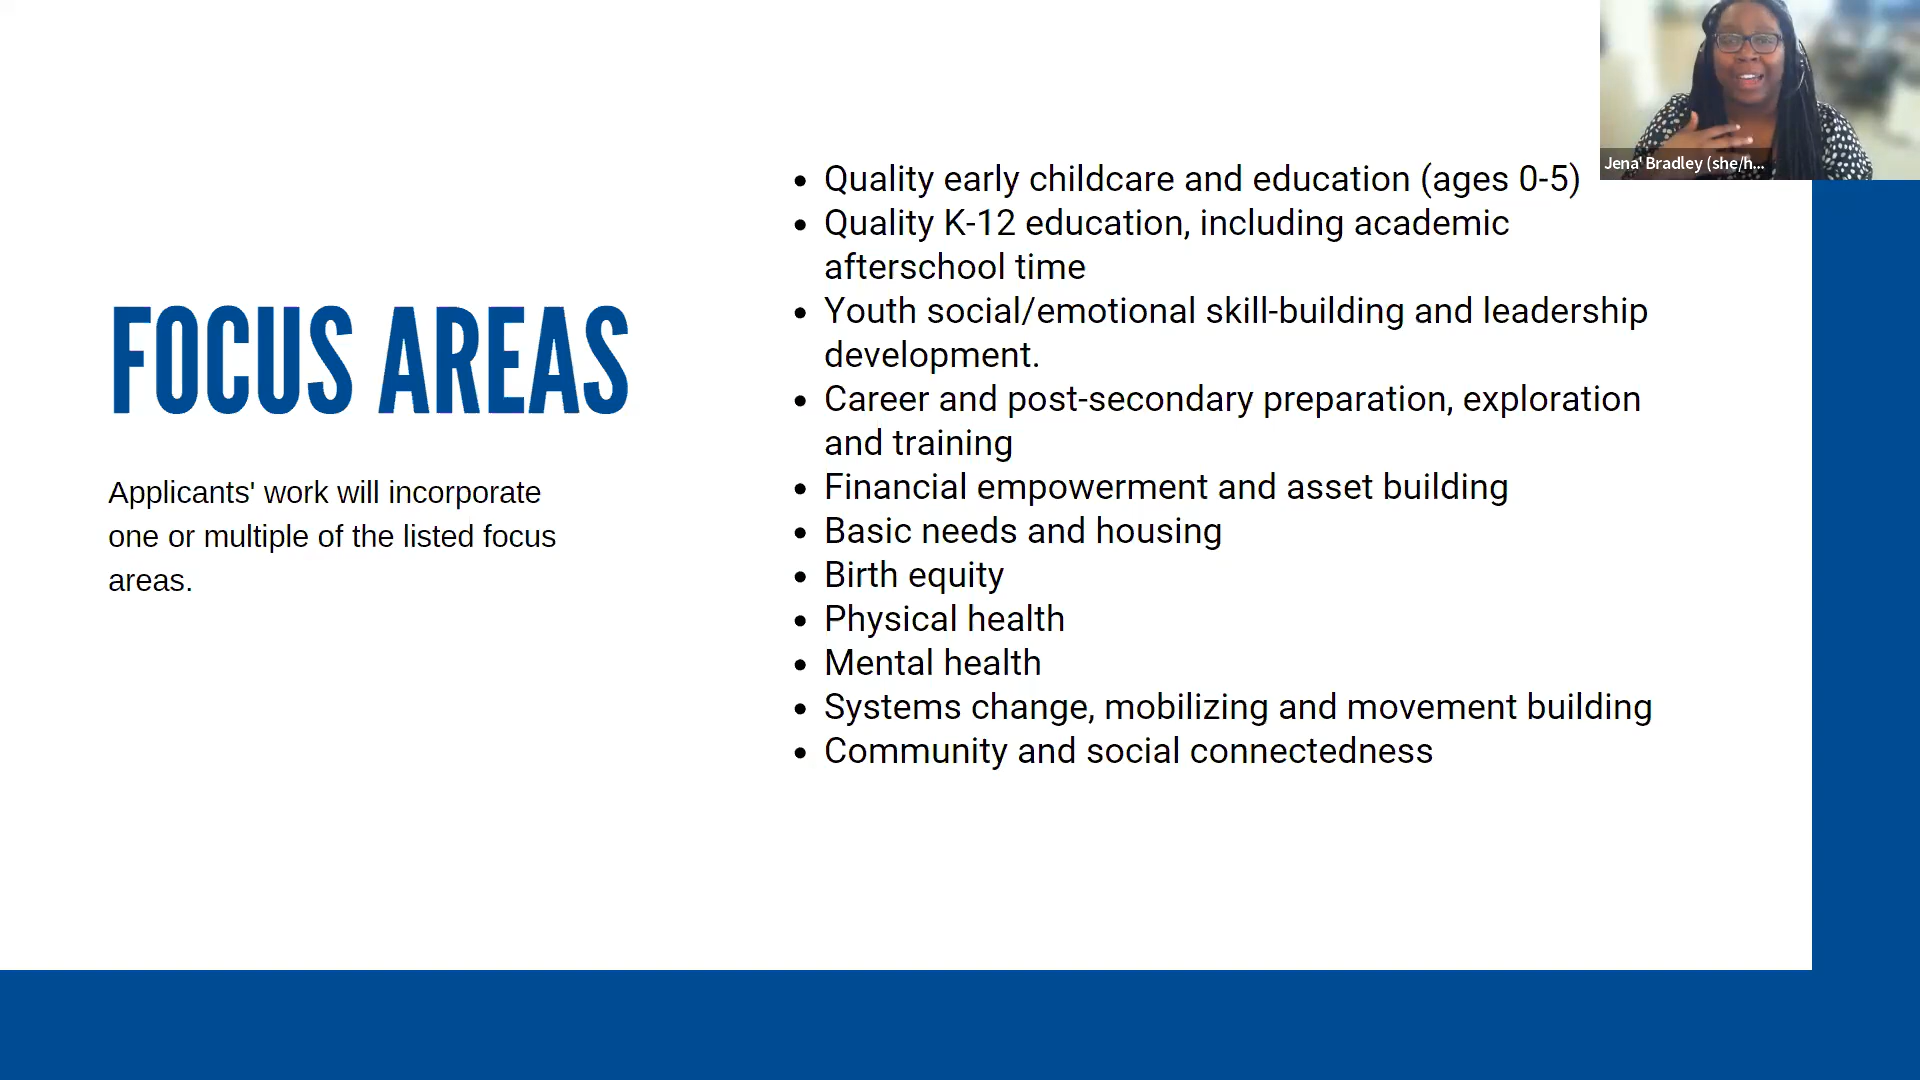 FOCUS AREAS
Applicants' work will incorporate
one or multiple of the listed focus
areas.
• Quality early childcare and education (ages 0-5)
• Quality K-12 education, including academic
afterschool time
• Youth social/emotional skill-building and leadership
development.
• Career and post-secondary preparation, exploration
and training
• Financial empowerment and asset building
• Basic needs and housing
• Birth equity
• Physical health
• Mental health
• Systems change, mobilizing and movement building
• Community and social connectedness
Jena' Bradley (she/h...